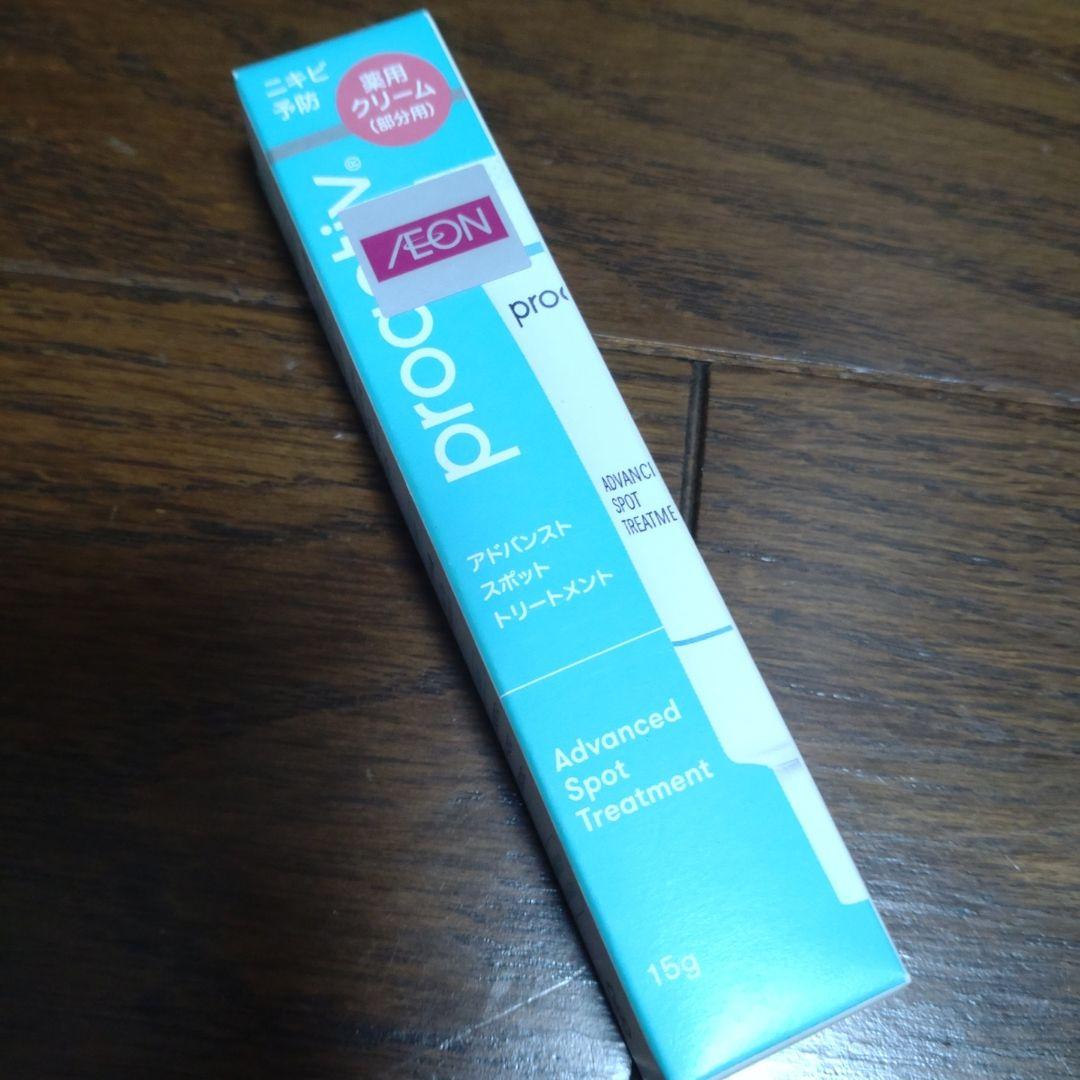 ニキビ
予防
薬用
クリーム
(部分用)
proactiv®
ÆON
proa
ADVANC
SPOT
TREATME
アドバンスト
スポット
トリートメント
Advanced
Spot
Treatment
15g